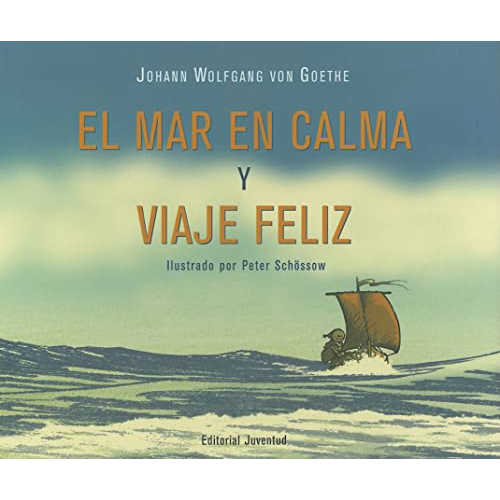 JOHANN WOLFGANG VON GOETHE
EL MAR EN CALMA
Y
VIAJE FELIZ
Ilustrado por Peter Schössow
Editorial Juventud